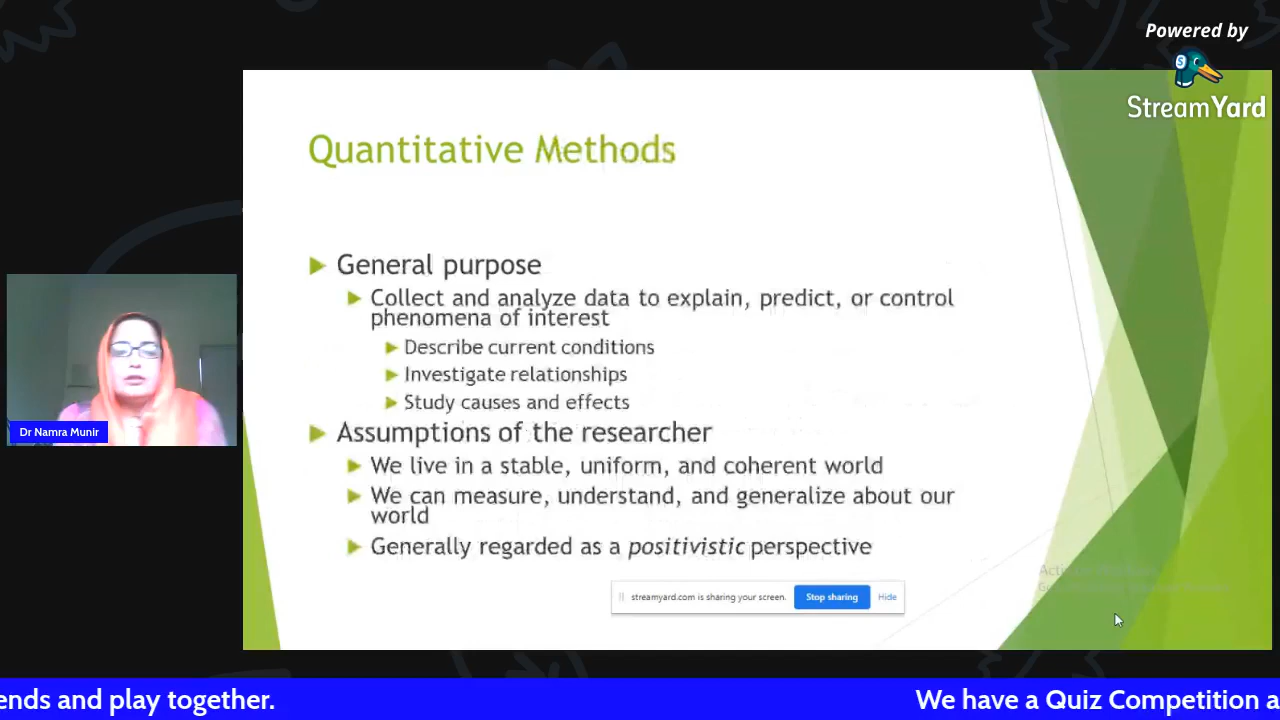 Powered by
StreamYard
Quantitative Methods
General purpose
Collect and analyze data to explain, predict, or control
phenomena of interest
Describe current conditions
Investigate relationships
Study causes and effects
Assumptions of the researcher
We live in a stable, uniform, and coherent world
We can measure, understand, and generalize about our
world
Generally regarded as a positivistic perspective
streamyard.com is sharing your screen.
Stop sharing
Hide
Dr Namra Munir
ends and play together.
We have a Quiz Competition a